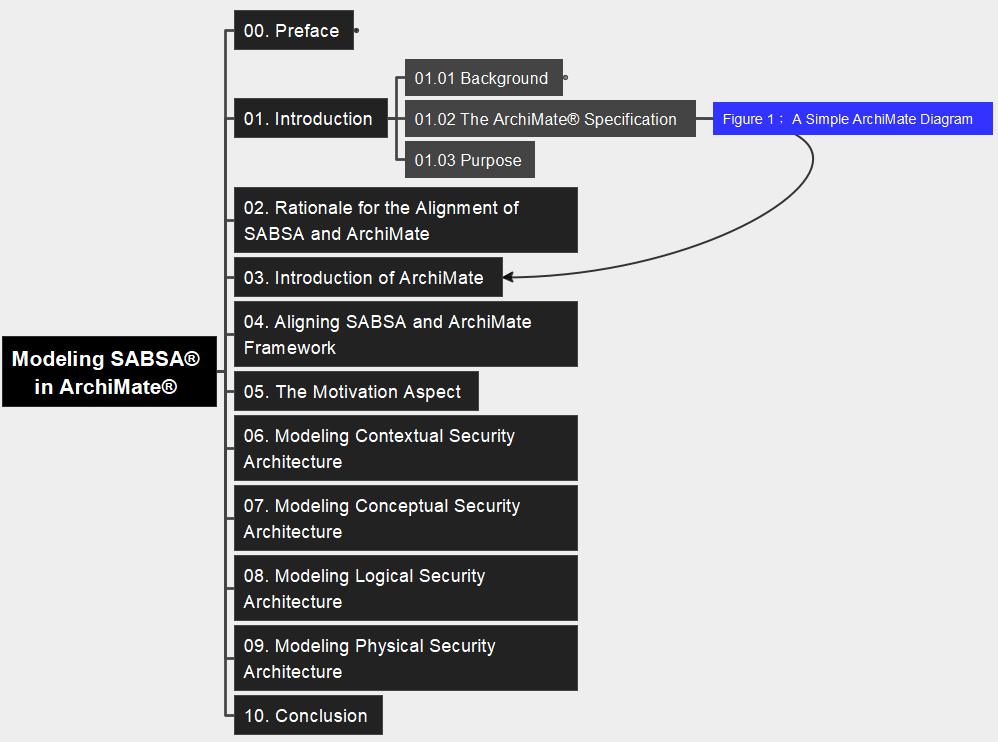 00. Preface
01. Introduction
01.01 Background
01.02 The ArchiMate® Specification
Figure 1： A Simple ArchiMate Diagram
01.03 Purpose
02. Rationale for the Alignment of
SABSA and ArchiMate
03. Introduction of ArchiMate
04. Aligning SABSA and ArchiMate
Framework
Modeling SABSA®
in ArchiMate®
05. The Motivation Aspect
06. Modeling Contextual Security
Architecture
07. Modeling Conceptual Security
Architecture
08. Modeling Logical Security
Architecture
09. Modeling Physical Security
Architecture
10. Conclusion